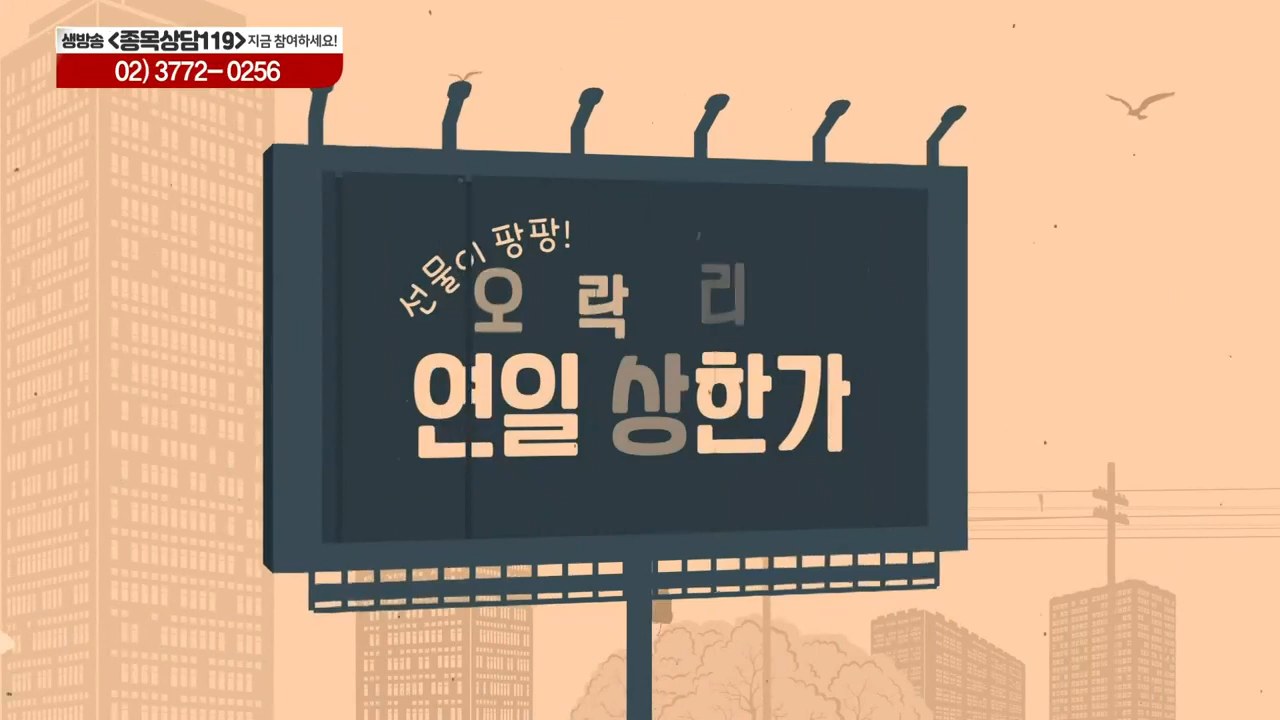 생방송 <종목상담119> 지금 참여하세요!
02) 3772-0256
선물이 팡팡!
오 락 리
연일 상한가